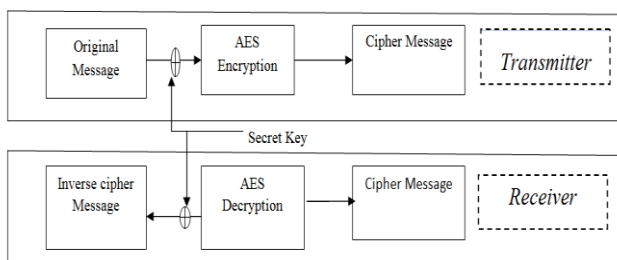 Original
Message
AES
Encryption
Cipher Message
Transmitter
Secret Key
Inverse cipher
Message
AES
Decryption
Cipher Message
Receiver